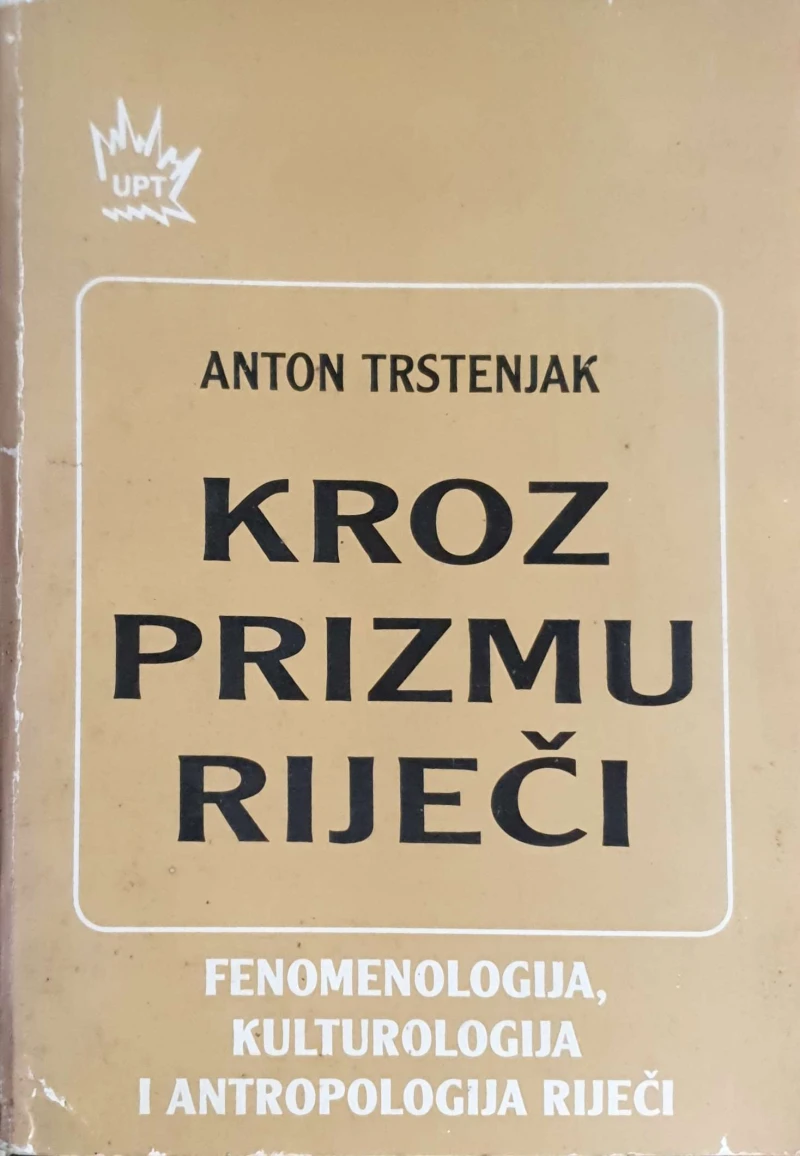 UPT
ANTON TRSTENJAK
KROZ
PRIZMU
RIJEČI
FENOMENOLOGIJA,
KULTUROLOGIJA
I ANTROPOLOGIJA RIJEČI